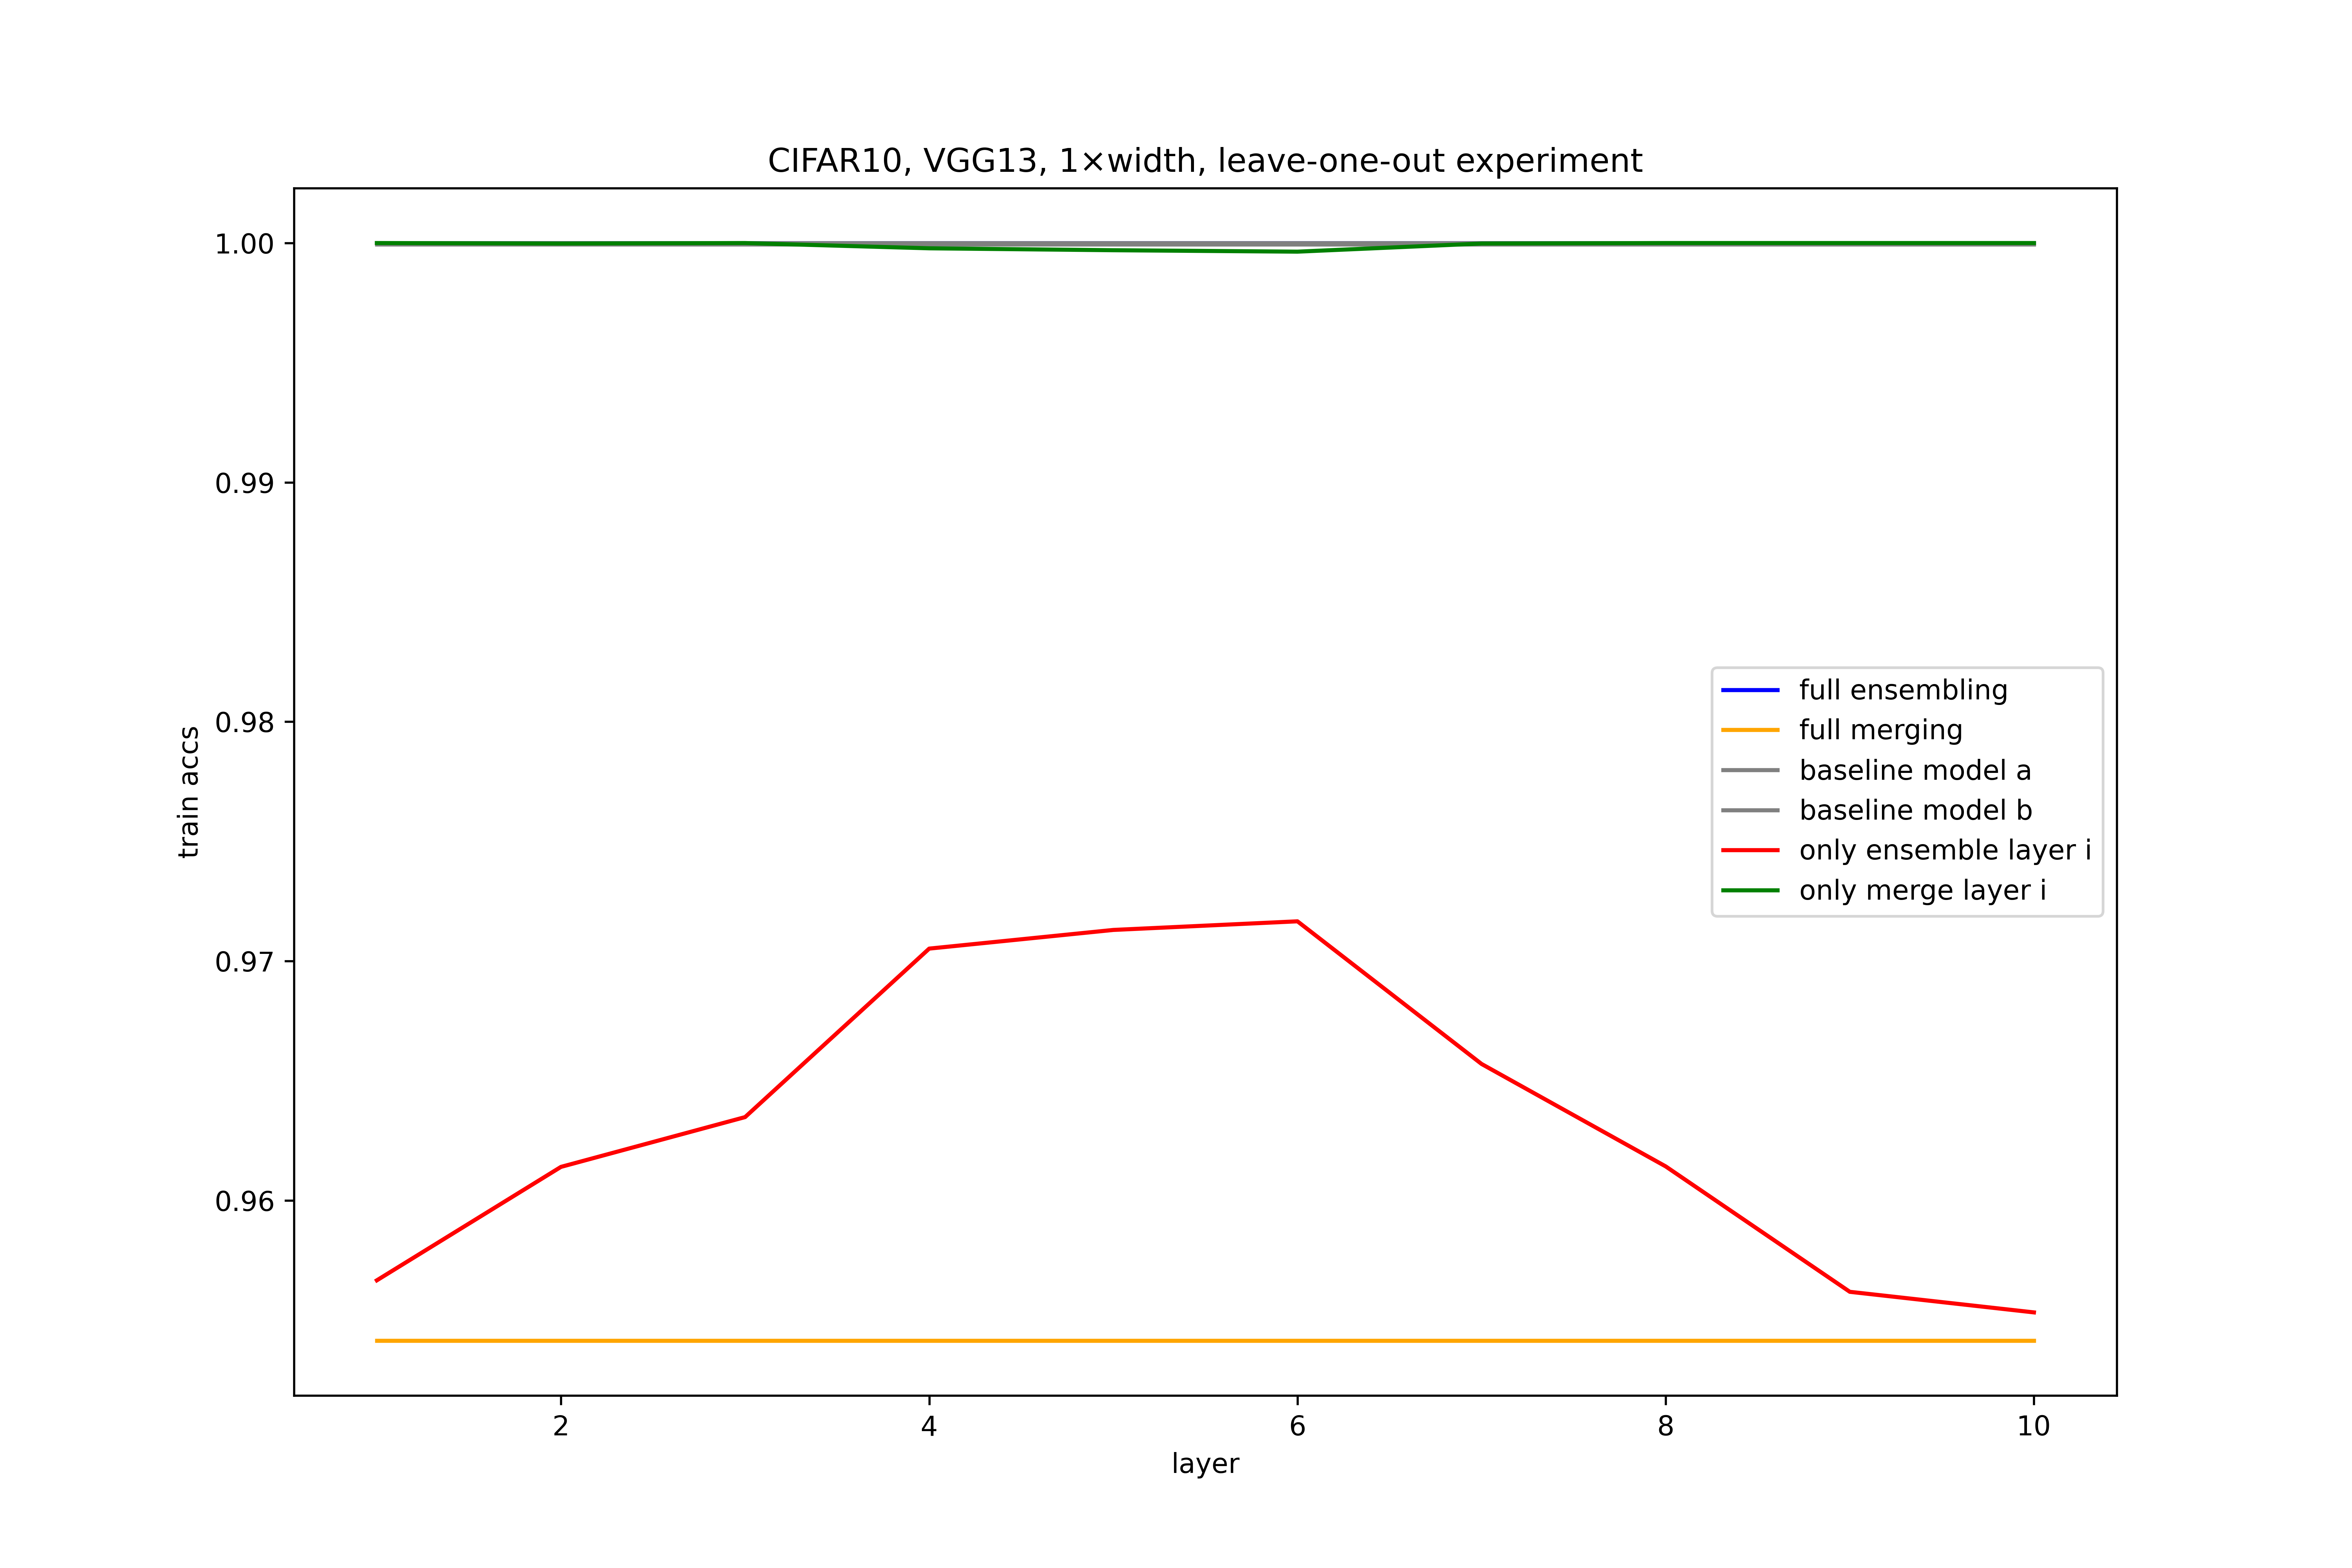 CIFAR10, VGG13, 1×width, leave-one-out experiment
1.00
0.99
0.98
0.97
0.96
train accs
full ensembling
full merging
baseline model a
baseline model b
only ensemble layer i
only merge layer i
2 4 6 8 10
layer